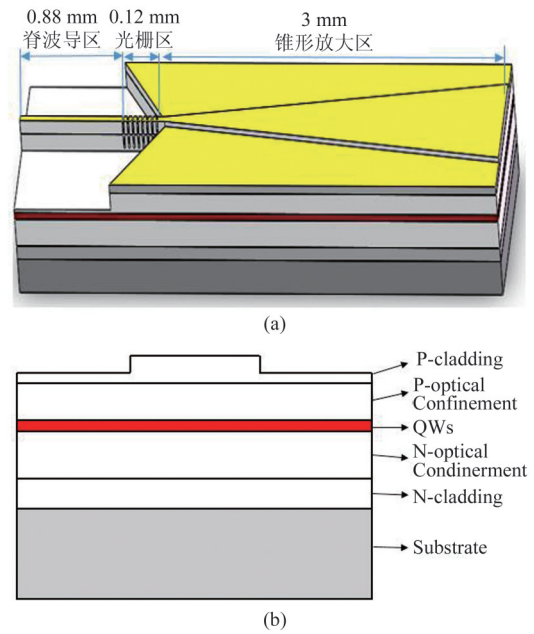 0.88 mm 0.12 mm 3 mm
脊波导区 光栅区 锥形放大区
(a)
P-cladding
P-optical
Confinement
QWs
N-optical
Condinerment
N-cladding
Substrate
(b)